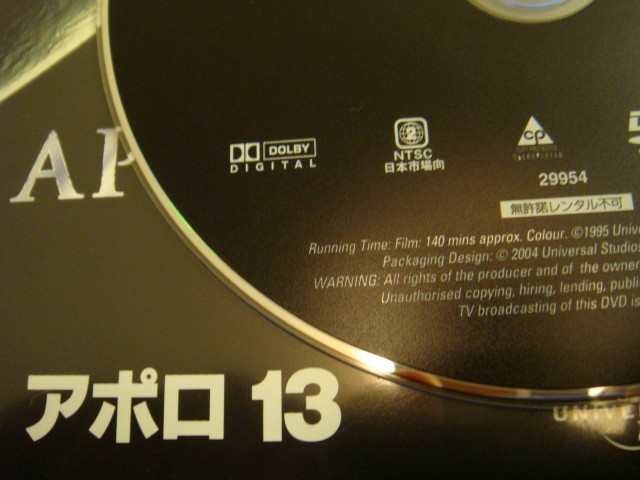 AP
DOLBY
DIGITAL
2
NTSC
日本市場向
cp
29954
無許諾レンタル不可
Running Time: Film: 140 mins approx. Colour. ©1995 Unive
Packaging Design: © 2004 Universal Studios
WARNING: All rights of the producer and of the owner
Unauthorised copying, hiring, lending, publi
TV broadcasting of this DVD is
アポロ 13
UNIVE